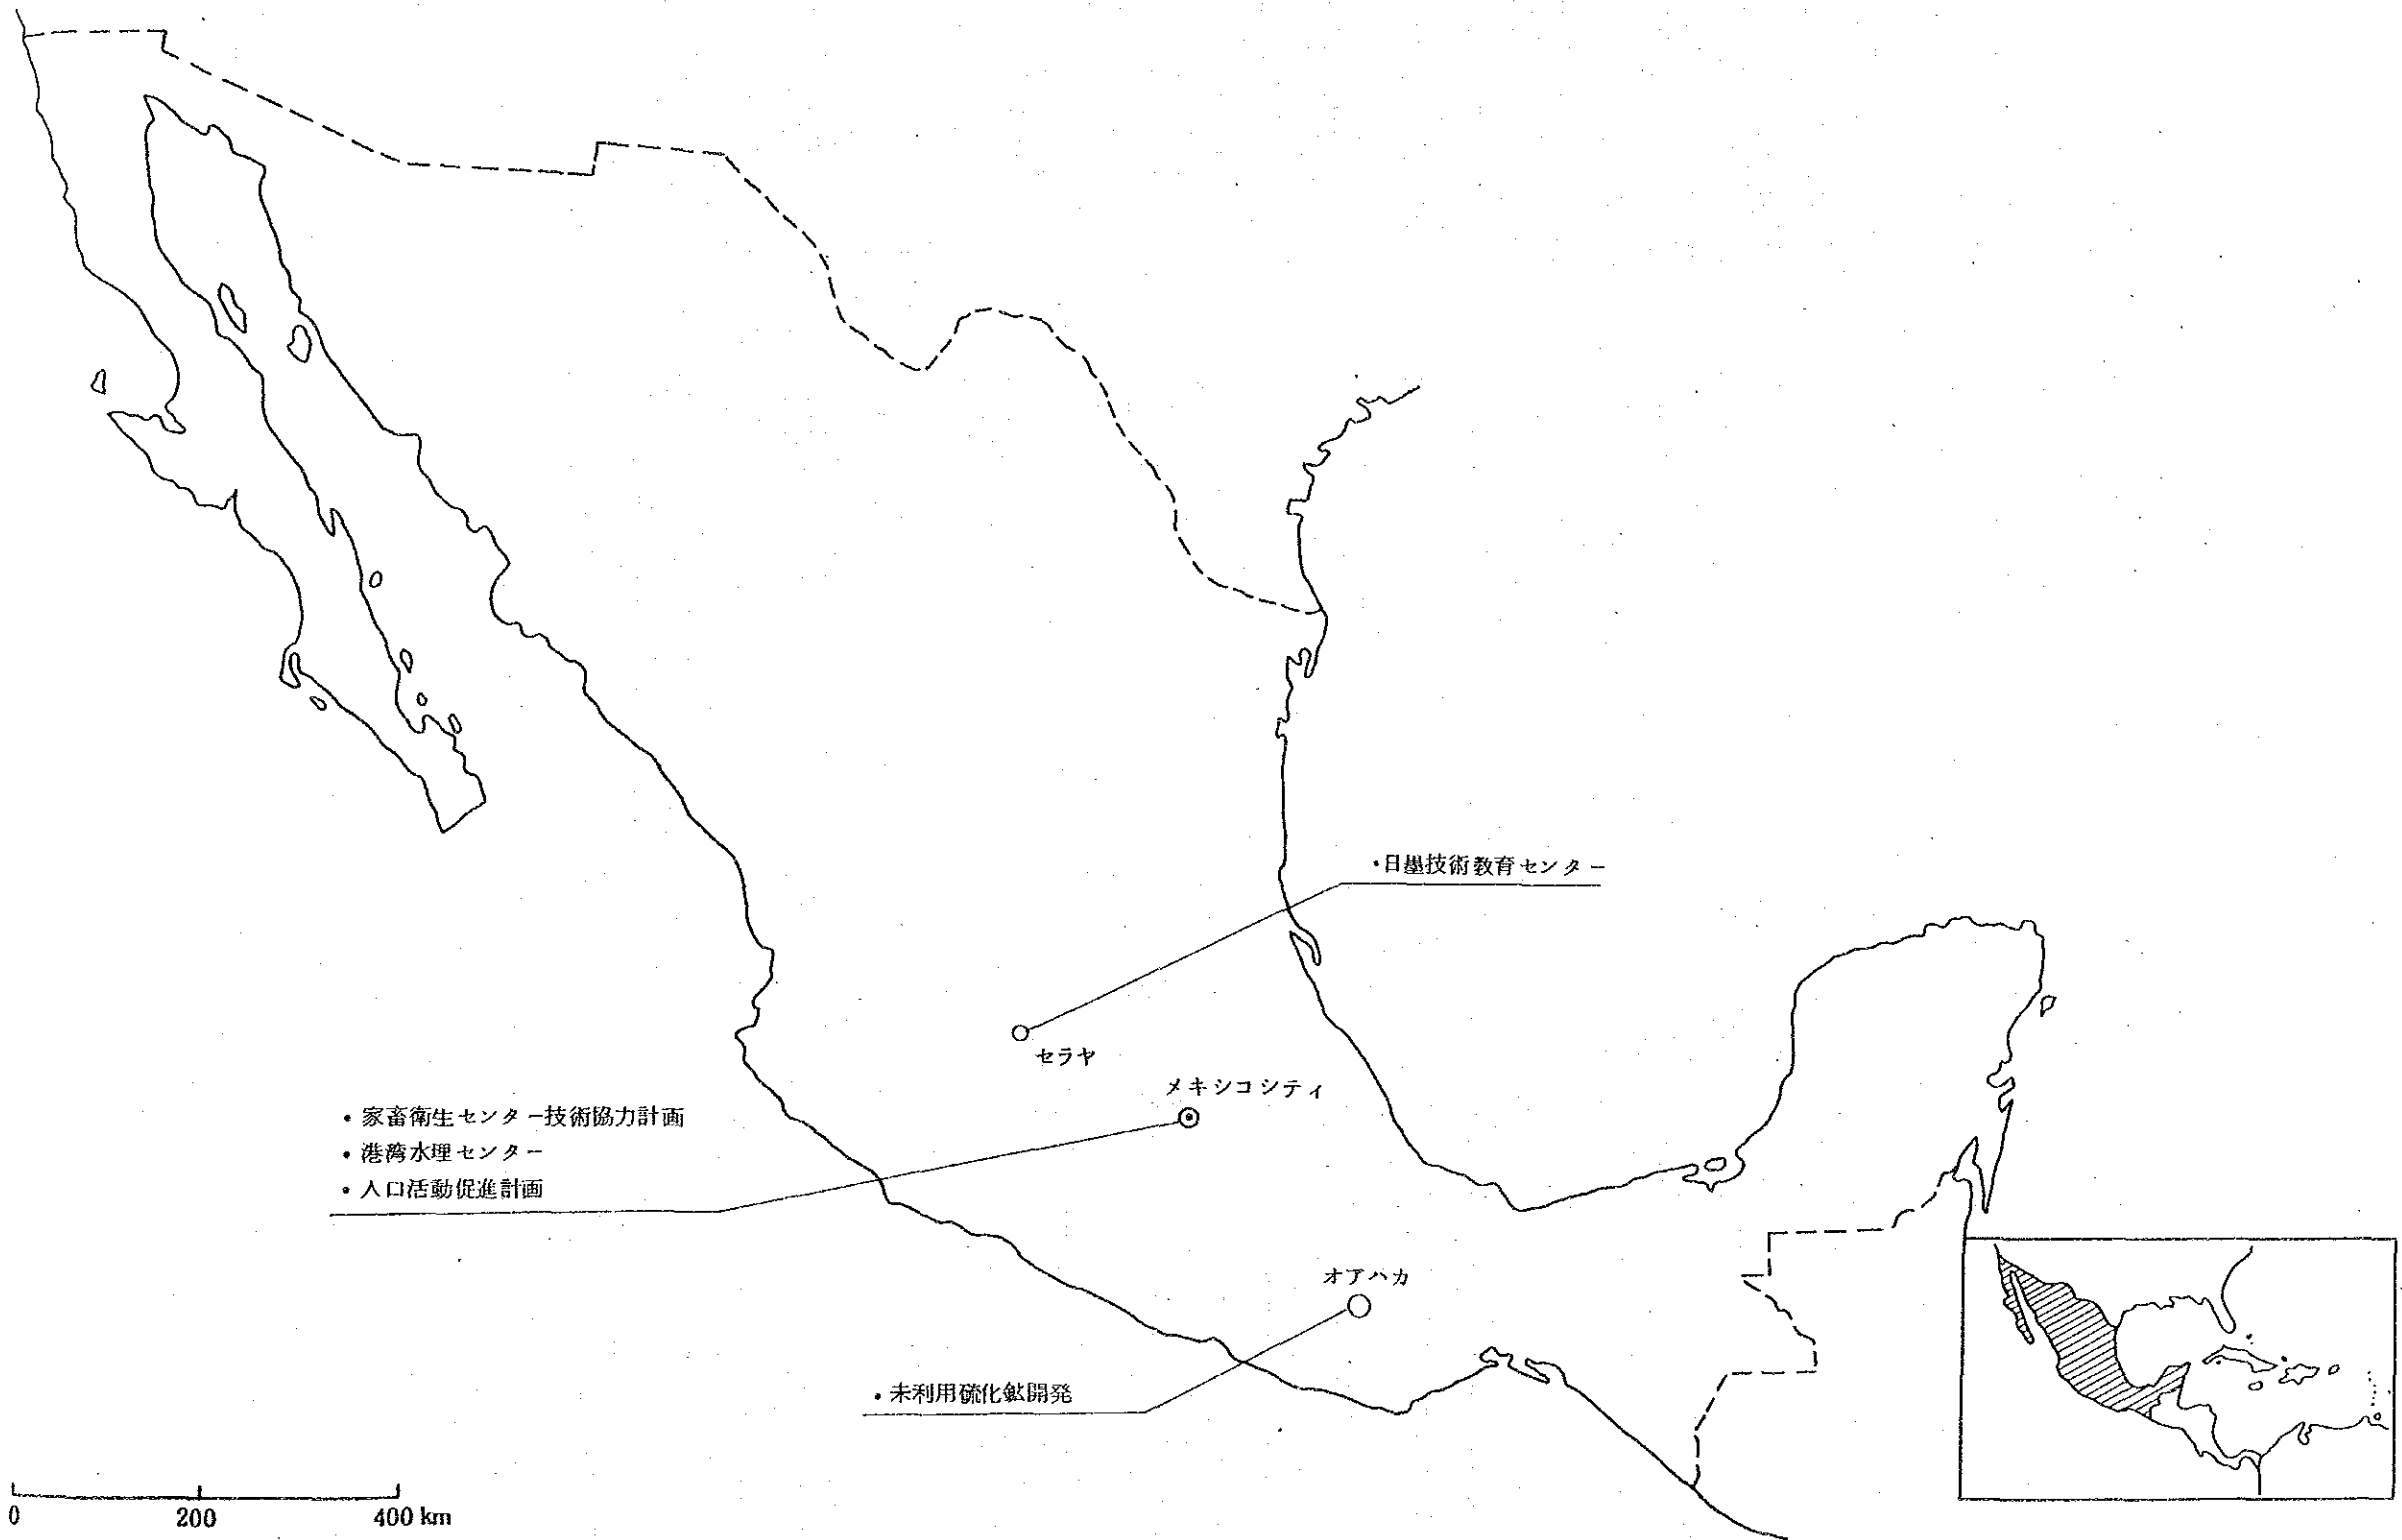 ・日墨技術教育センター
セラヤ
メキシコシティ
・家畜衛生センター技術協力計画
・港湾水理センター
・人口活動促進計画
オアハカ
・未利用硫化鉱開発
0 200 400 km